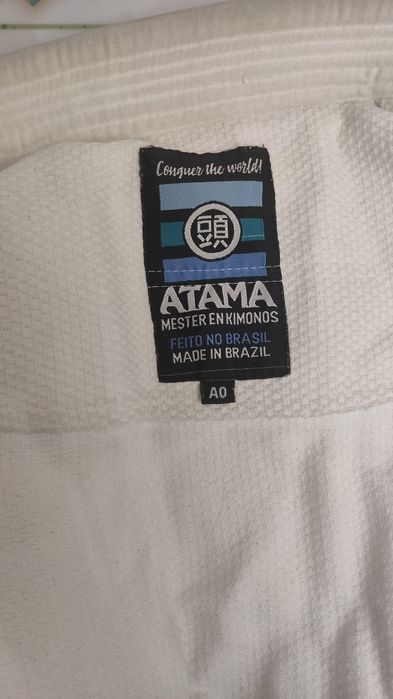 Conquer the world!
頭
ATAMA
MESTER EN KIMONOS
FEITO NO BRASIL
MADE IN BRAZIL
A0